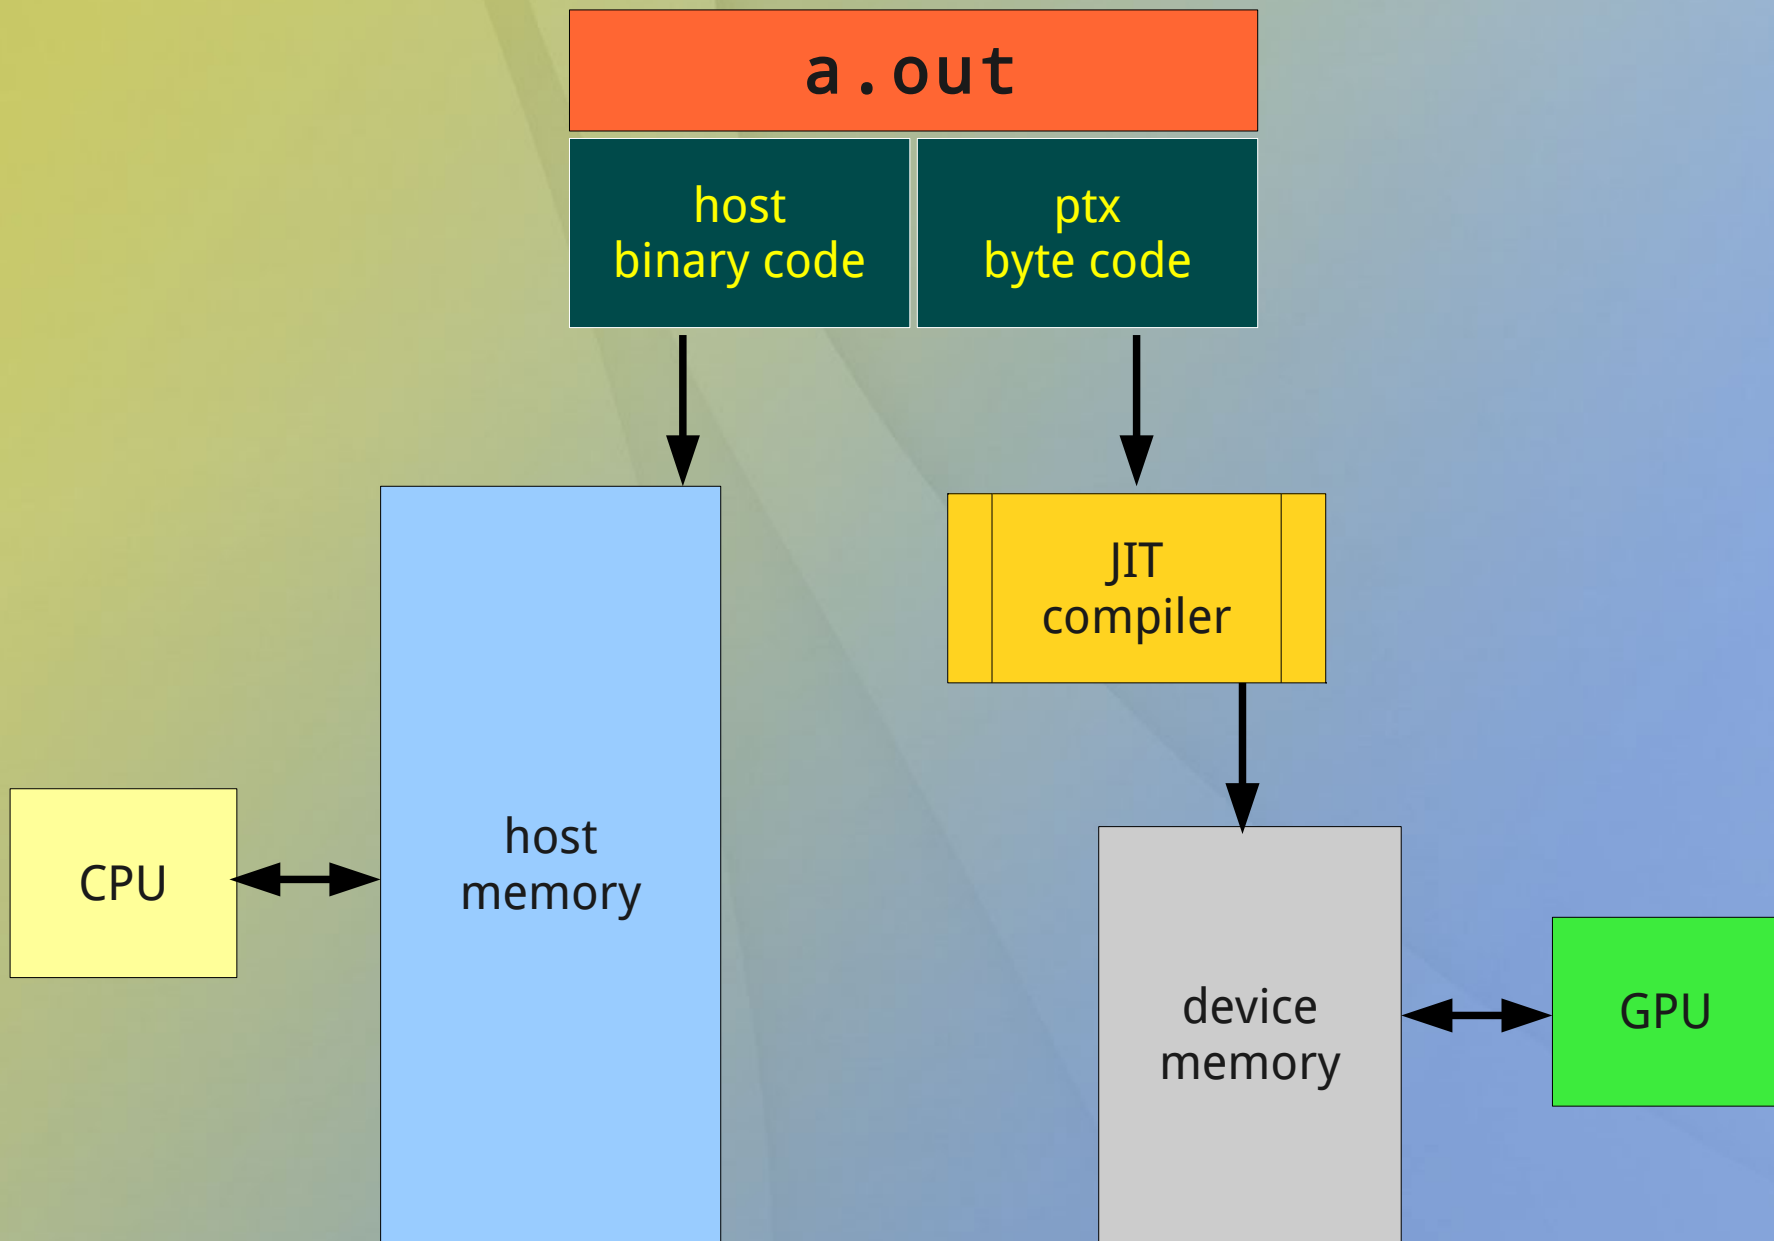 a.out
host
binary code
ptx
byte code
JIT
compiler
host
memory
CPU
device
memory
GPU